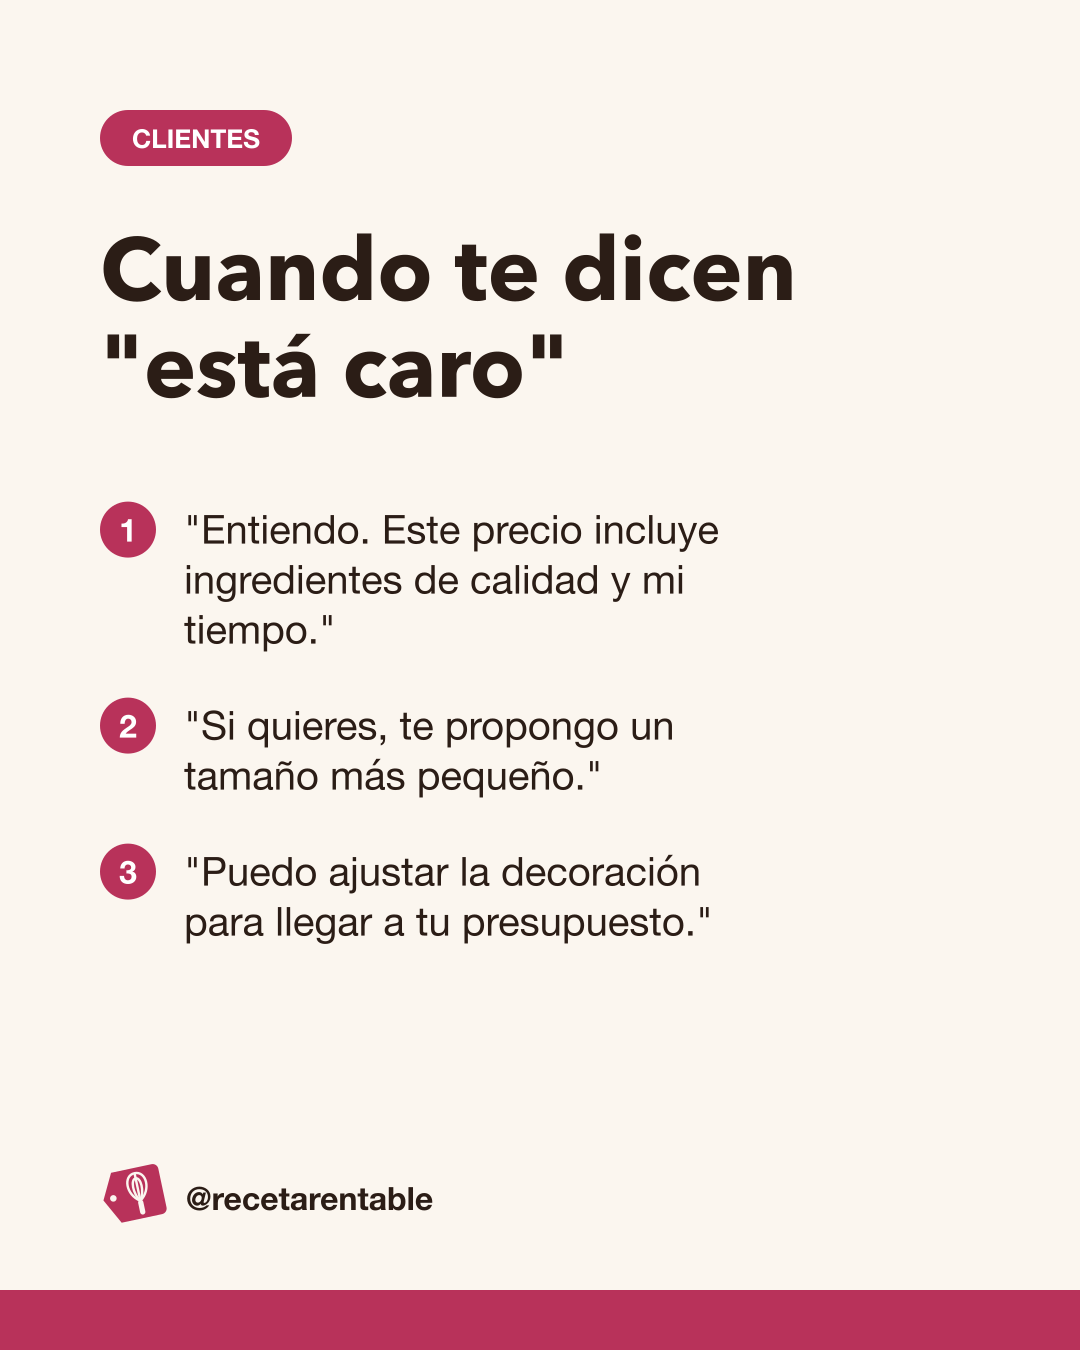 CLIENTES
Cuando te dicen
"está caro"
1 "Entiendo. Este precio incluye
ingredientes de calidad y mi
tiempo."
2 "Si quieres, te propongo un
tamaño más pequeño."
3 "Puedo ajustar la decoración
para llegar a tu presupuesto."
@recetarentable